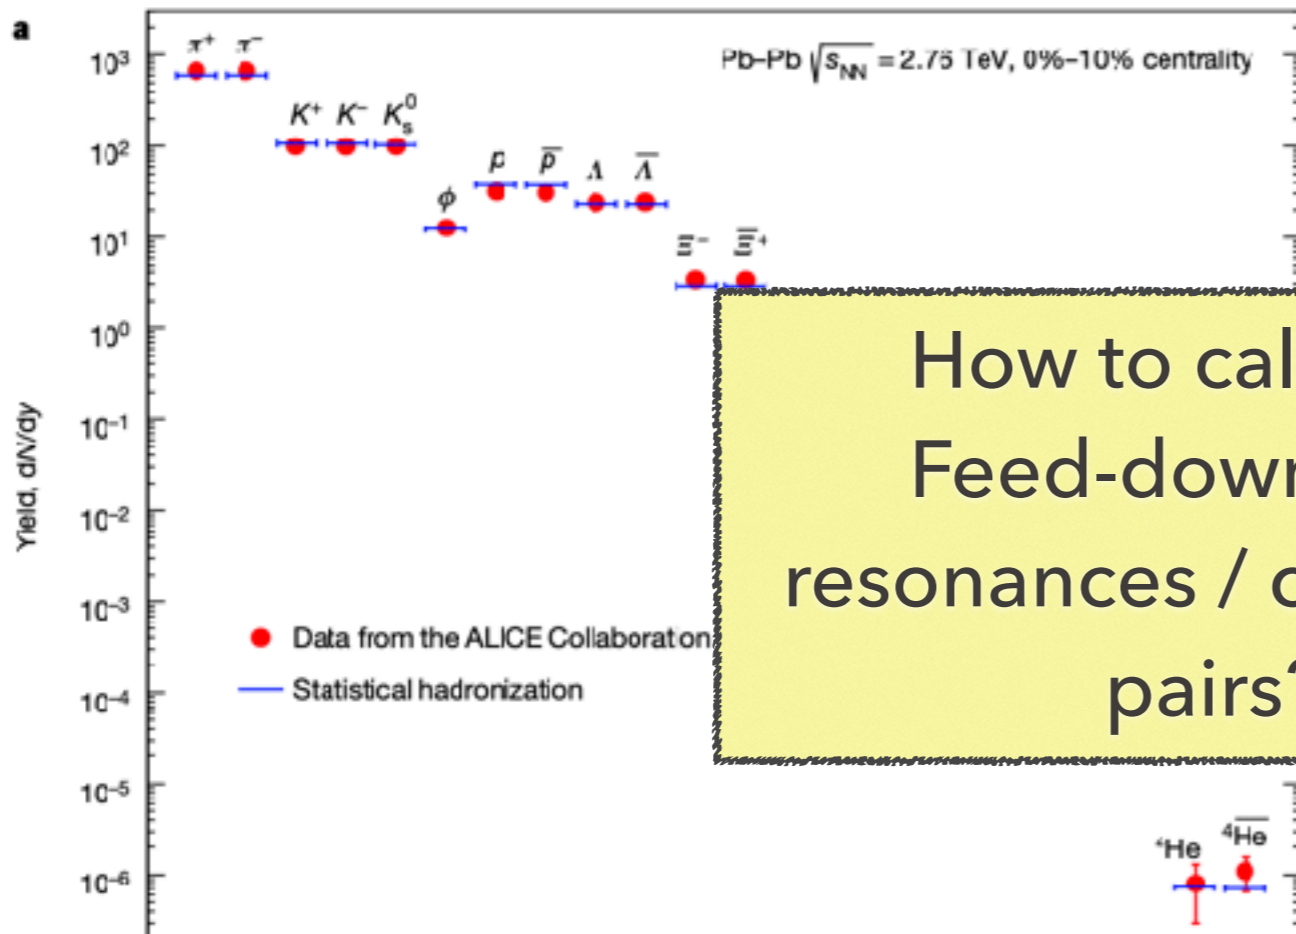 a
π⁺ π⁻
Pb–Pb √sNN = 2.76 TeV, 0%–10% centrality
10³
K⁺ K⁻ K⁰s
10²
p p̅ Λ Λ̅
ϕ
10¹
Ξ⁻ Ξ̅⁺
10⁰
How to cal
Feed-down
resonances / 
pairs?
Yield, dN/dy
10⁻¹
10⁻²
10⁻³
Data from the ALICE Collaboration
Statistical hadronization
10⁻⁴
10⁻⁵
⁴He ⁴H̅e̅
10⁻⁶